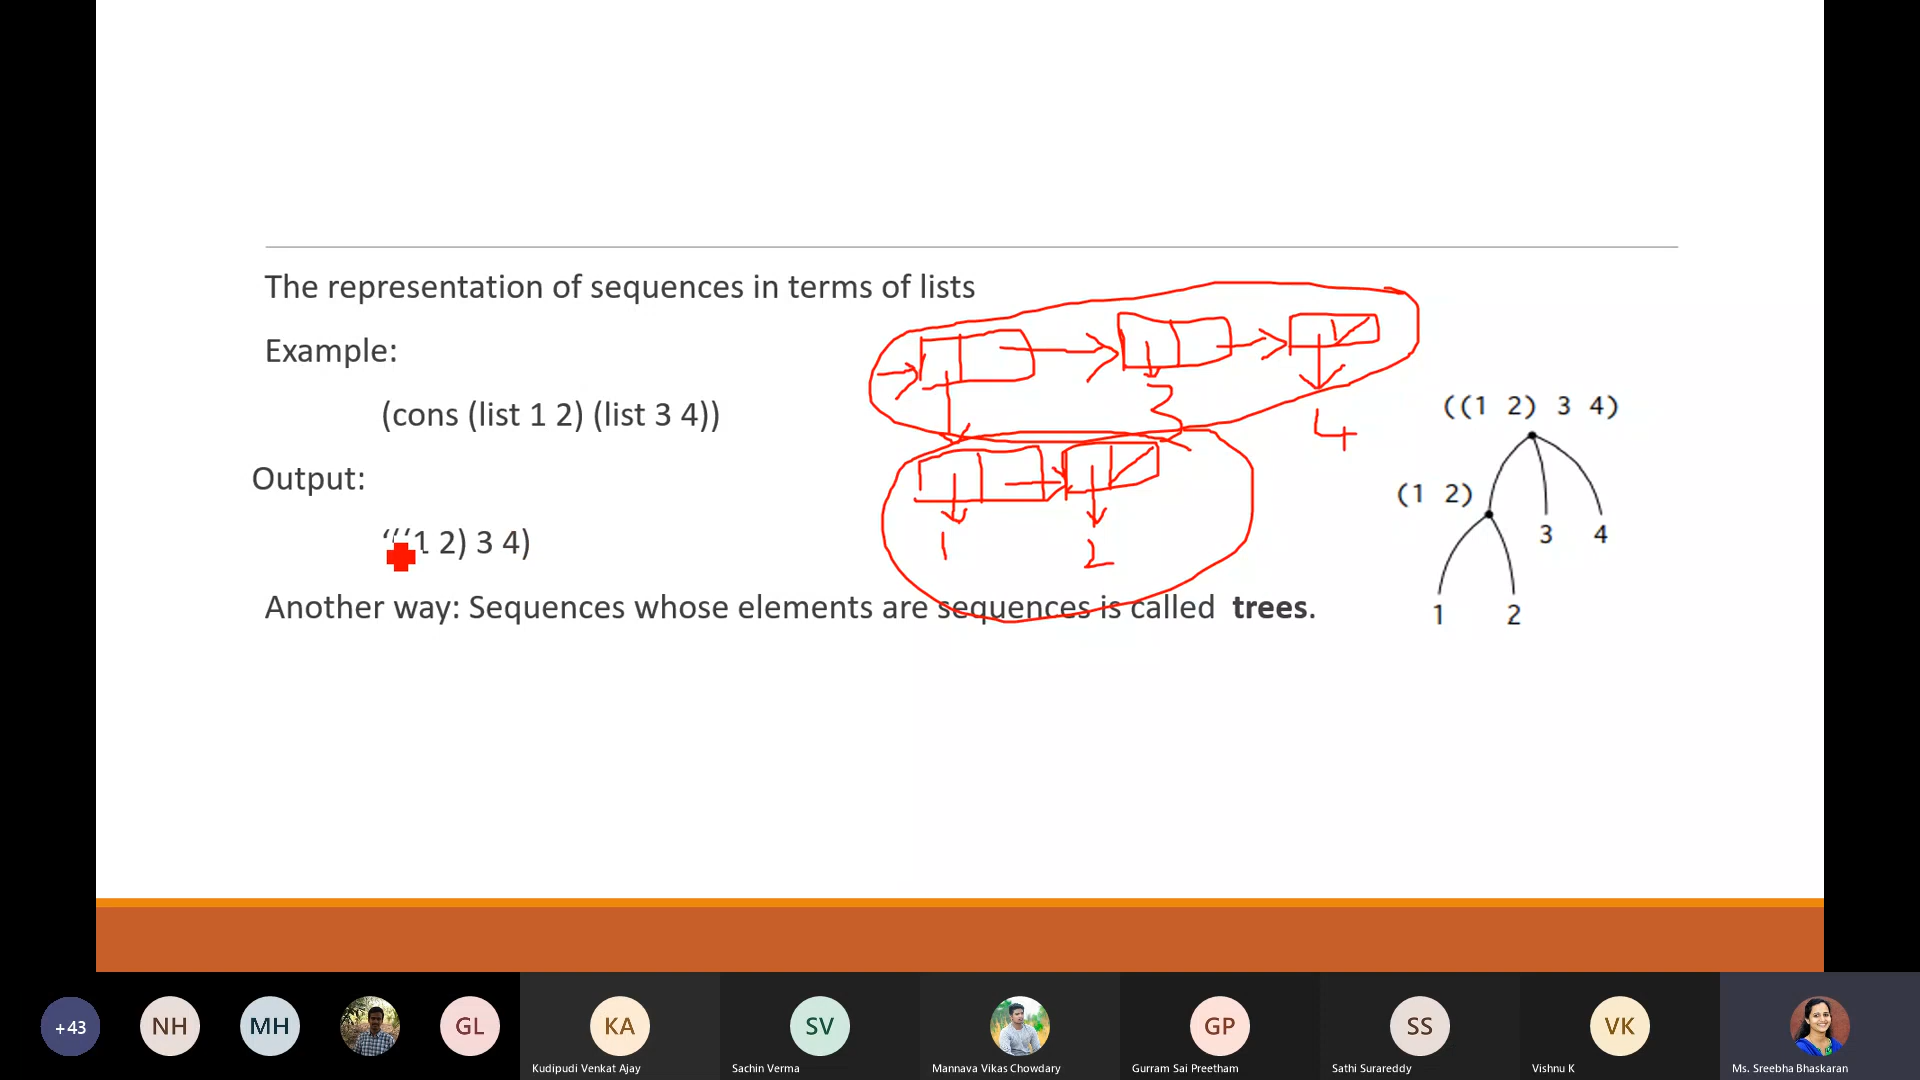 The representation of sequences in terms of lists
Example:
(cons (list 1 2) (list 3 4))
Output:
1 2) 3 4)
Another way: Sequences whose elements are sequences is called trees.
3
4
1
2
((1 2) 3 4)
(1 2)
3 4
1 2
+43
NH
MH
GL
KA
SV
GP
SS
VK
Kudipudi Venkat Ajay
Sachin Verma
Mannava Vikas Chowdary
Gurram Sai Preetham
Sathi Surareddy
Vishnu K
Ms. Sreebha Bhaskaran